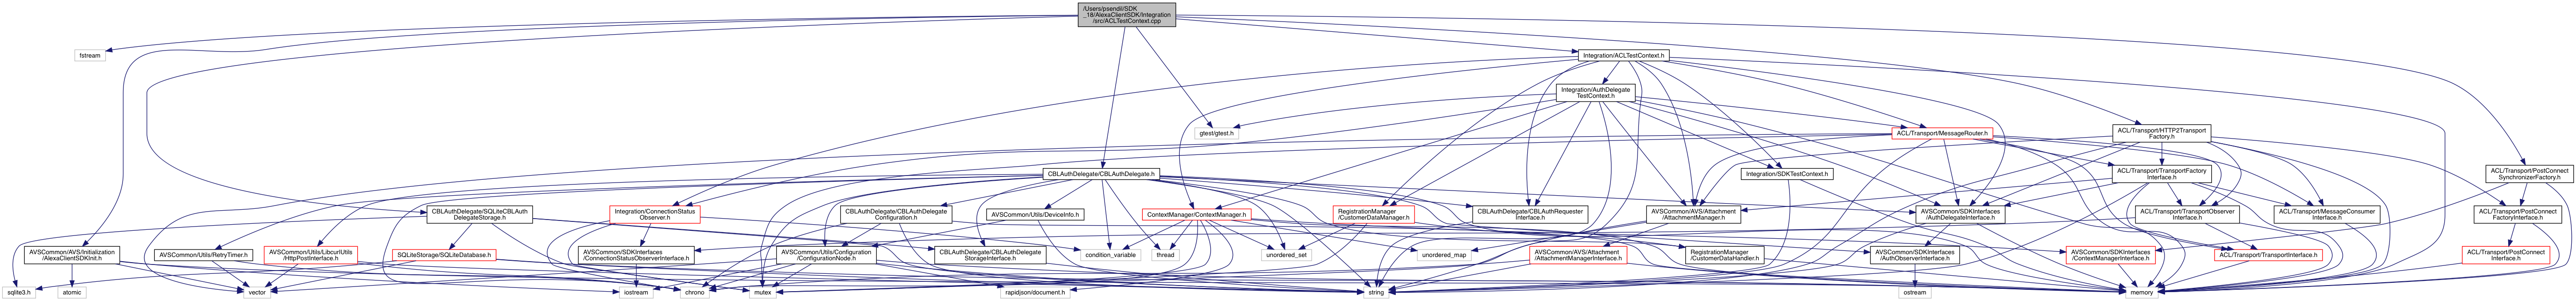 /Users/psendil/SDK
_18/AlexaClientSDK/Integration
/src/ACLTestContext.cpp
fstream
Integration/ACLTestContext.h
Integration/AuthDelegate
TestContext.h
gtest/gtest.h
ACL/Transport/MessageRouter.h
ACL/Transport/HTTP2Transport
Factory.h
CBLAuthDelegate/CBLAuthDelegate.h
Integration/SDKTestContext.h
ACL/Transport/TransportFactory
Interface.h
ACL/Transport/PostConnect
SynchronizerFactory.h
CBLAuthDelegate/SQLiteCBLAuth
DelegateStorage.h
Integration/ConnectionStatus
Observer.h
CBLAuthDelegate/CBLAuthDelegate
Configuration.h
AVSCommon/Utils/DeviceInfo.h
ContextManager/ContextManager.h
RegistrationManager
/CustomerDataManager.h
CBLAuthDelegate/CBLAuthRequester
Interface.h
AVSCommon/AVS/Attachment
/AttachmentManager.h
AVSCommon/SDKInterfaces
/AuthDelegateInterface.h
ACL/Transport/TransportObserver
Interface.h
ACL/Transport/MessageConsumer
Interface.h
ACL/Transport/PostConnect
FactoryInterface.h
AVSCommon/AVS/Initialization
/AlexaClientSDKInit.h
AVSCommon/Utils/RetryTimer.h
AVSCommon/Utils/LibcurlUtils
/HttpPostInterface.h
SQLiteStorage/SQLiteDatabase.h
AVSCommon/SDKInterfaces
/ConnectionStatusObserverInterface.h
AVSCommon/Utils/Configuration
/ConfigurationNode.h
CBLAuthDelegate/CBLAuthDelegate
StorageInterface.h
condition_variable
thread
unordered_set
unordered_map
AVSCommon/AVS/Attachment
/AttachmentManagerInterface.h
RegistrationManager
/CustomerDataHandler.h
AVSCommon/SDKInterfaces
/AuthObserverInterface.h
AVSCommon/SDKInterfaces
/ContextManagerInterface.h
ACL/Transport/TransportInterface.h
ACL/Transport/PostConnect
Interface.h
sqlite3.h
atomic
vector
iostream
chrono
mutex
rapidjson/document.h
string
ostream
memory